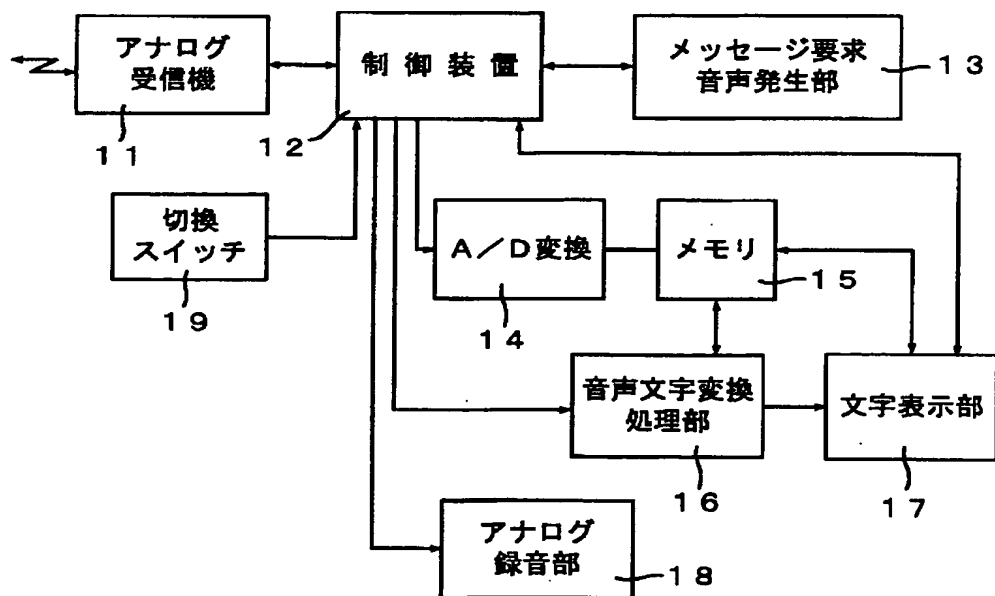 アナログ
受信機
11
制御装置
12
メッセージ要求
音声発生部
13
切換
スイッチ
19
A/D変換
14
メモリ
15
音声文字変換
処理部
16
文字表示部
17
アナログ
録音部
18